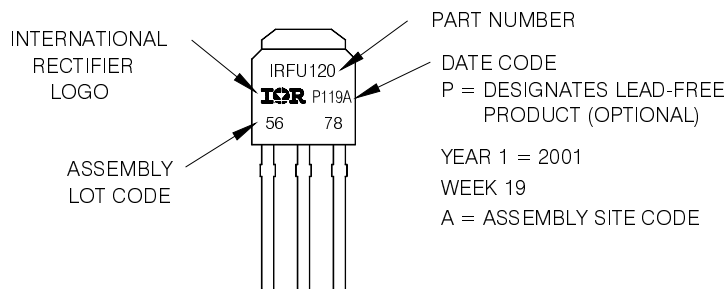 INTERNATIONAL
RECTIFIER
LOGO
ASSEMBLY
LOT CODE
IRFU120
IOR P119A
56 78
PART NUMBER
DATE CODE
P = DESIGNATES LEAD-FREE
PRODUCT (OPTIONAL)
YEAR 1 = 2001
WEEK 19
A = ASSEMBLY SITE CODE